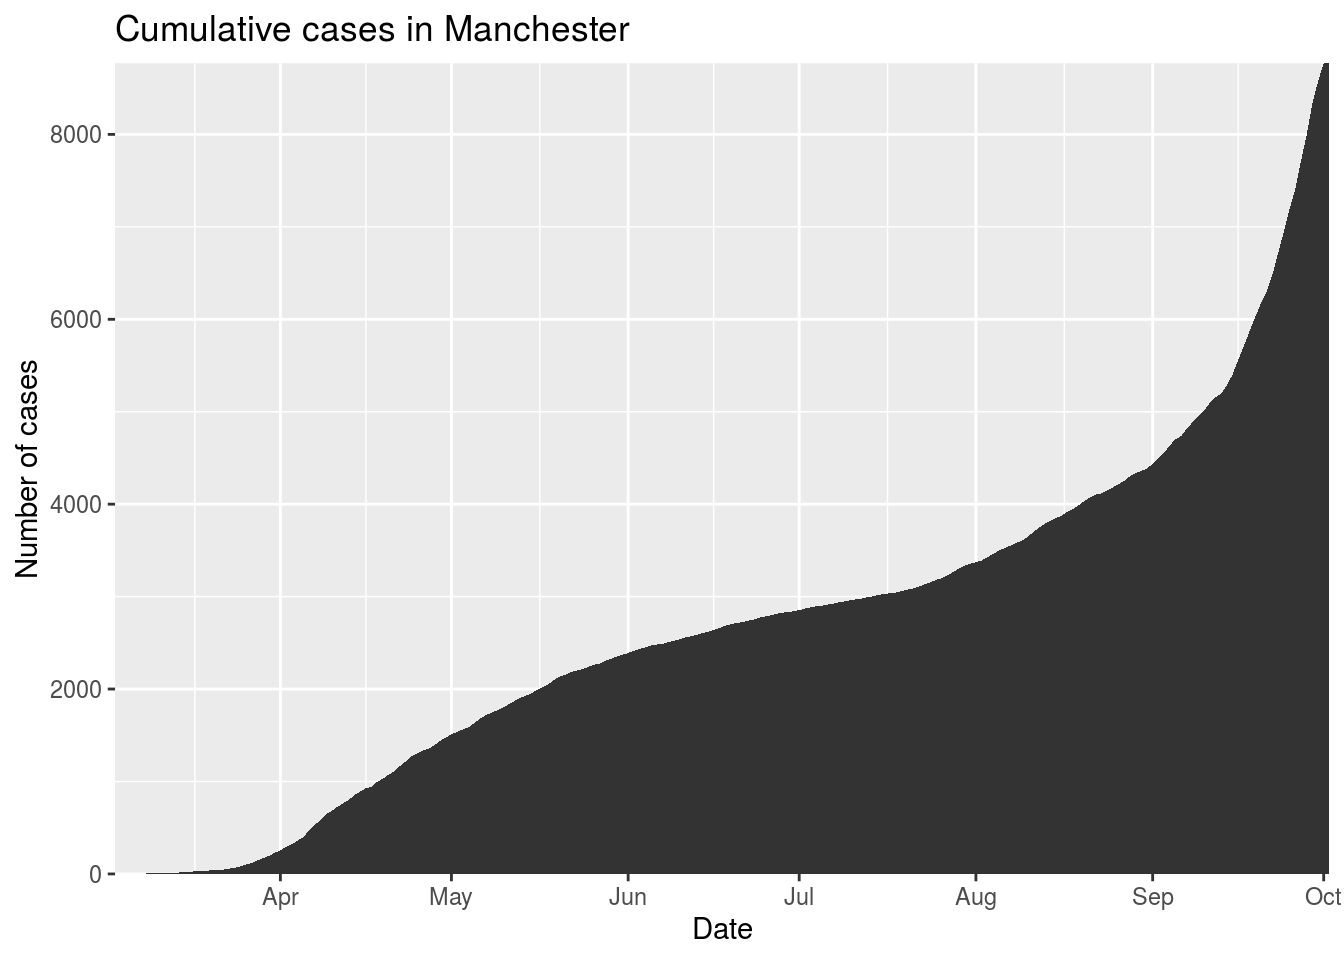 Cumulative cases in Manchester
Number of cases
8000
6000
4000
2000
0
Apr May Jun Jul Aug Sep Oct
Date